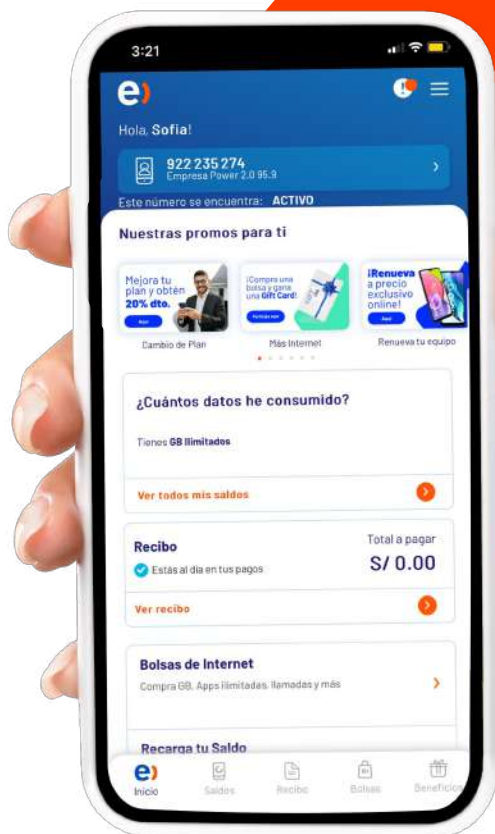 3:21
e)
Hola, Sofia!
922 235 274
Empresa Power 2.0 95.9
Este número se encuentra: ACTIVO
Nuestras promos para ti
Mejora tu
plan y obtén
20% dto.
Aquí
Cambio de Plan
¡Compra una
bolsa y gana
una Gift Card!
Más Internet
¡Renueva
a precio
exclusivo
online!
Aquí
Renueva tu equipo
¿Cuántos datos he consumido?
Tienes GB Ilimitados
Ver todos mis saldos
Recibo
Total a pagar
Estás al día en tus pagos
S/ 0.00
Ver recibo
Bolsas de Internet
Compra GB, Apps ilimitadas, llamadas y más
Recarga tu Saldo
e)
Inicio
Saldos
Recibo
Bolsas
Beneficios